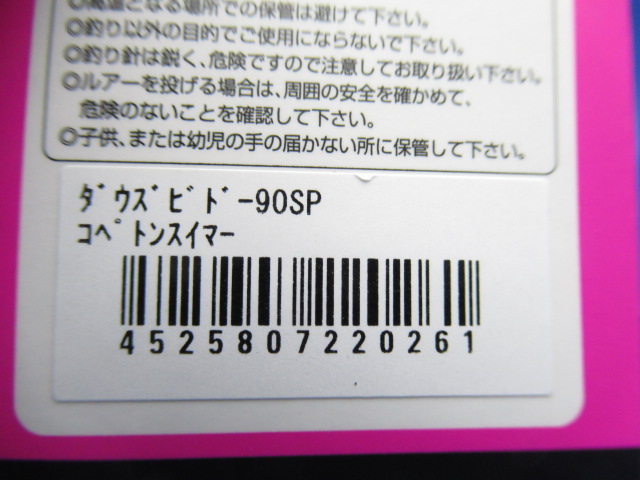 ◎高温となる場所での保管は避けて下さい。
◎釣り以外の目的でご使用にならないで下さい。
◎釣り針は鋭く、危険ですので注意してお取り扱い下さい。
◎ルアーを投げる場合は、周囲の安全を確かめて、
危険のないことを確認して下さい。
◎子供、または幼児の手の届かない所に保管して下さい。
ﾀﾞｳｽﾞﾋﾞﾄﾞｰ90SP
ｺﾍﾟﾄﾝｽｲﾏｰ
4525807220261